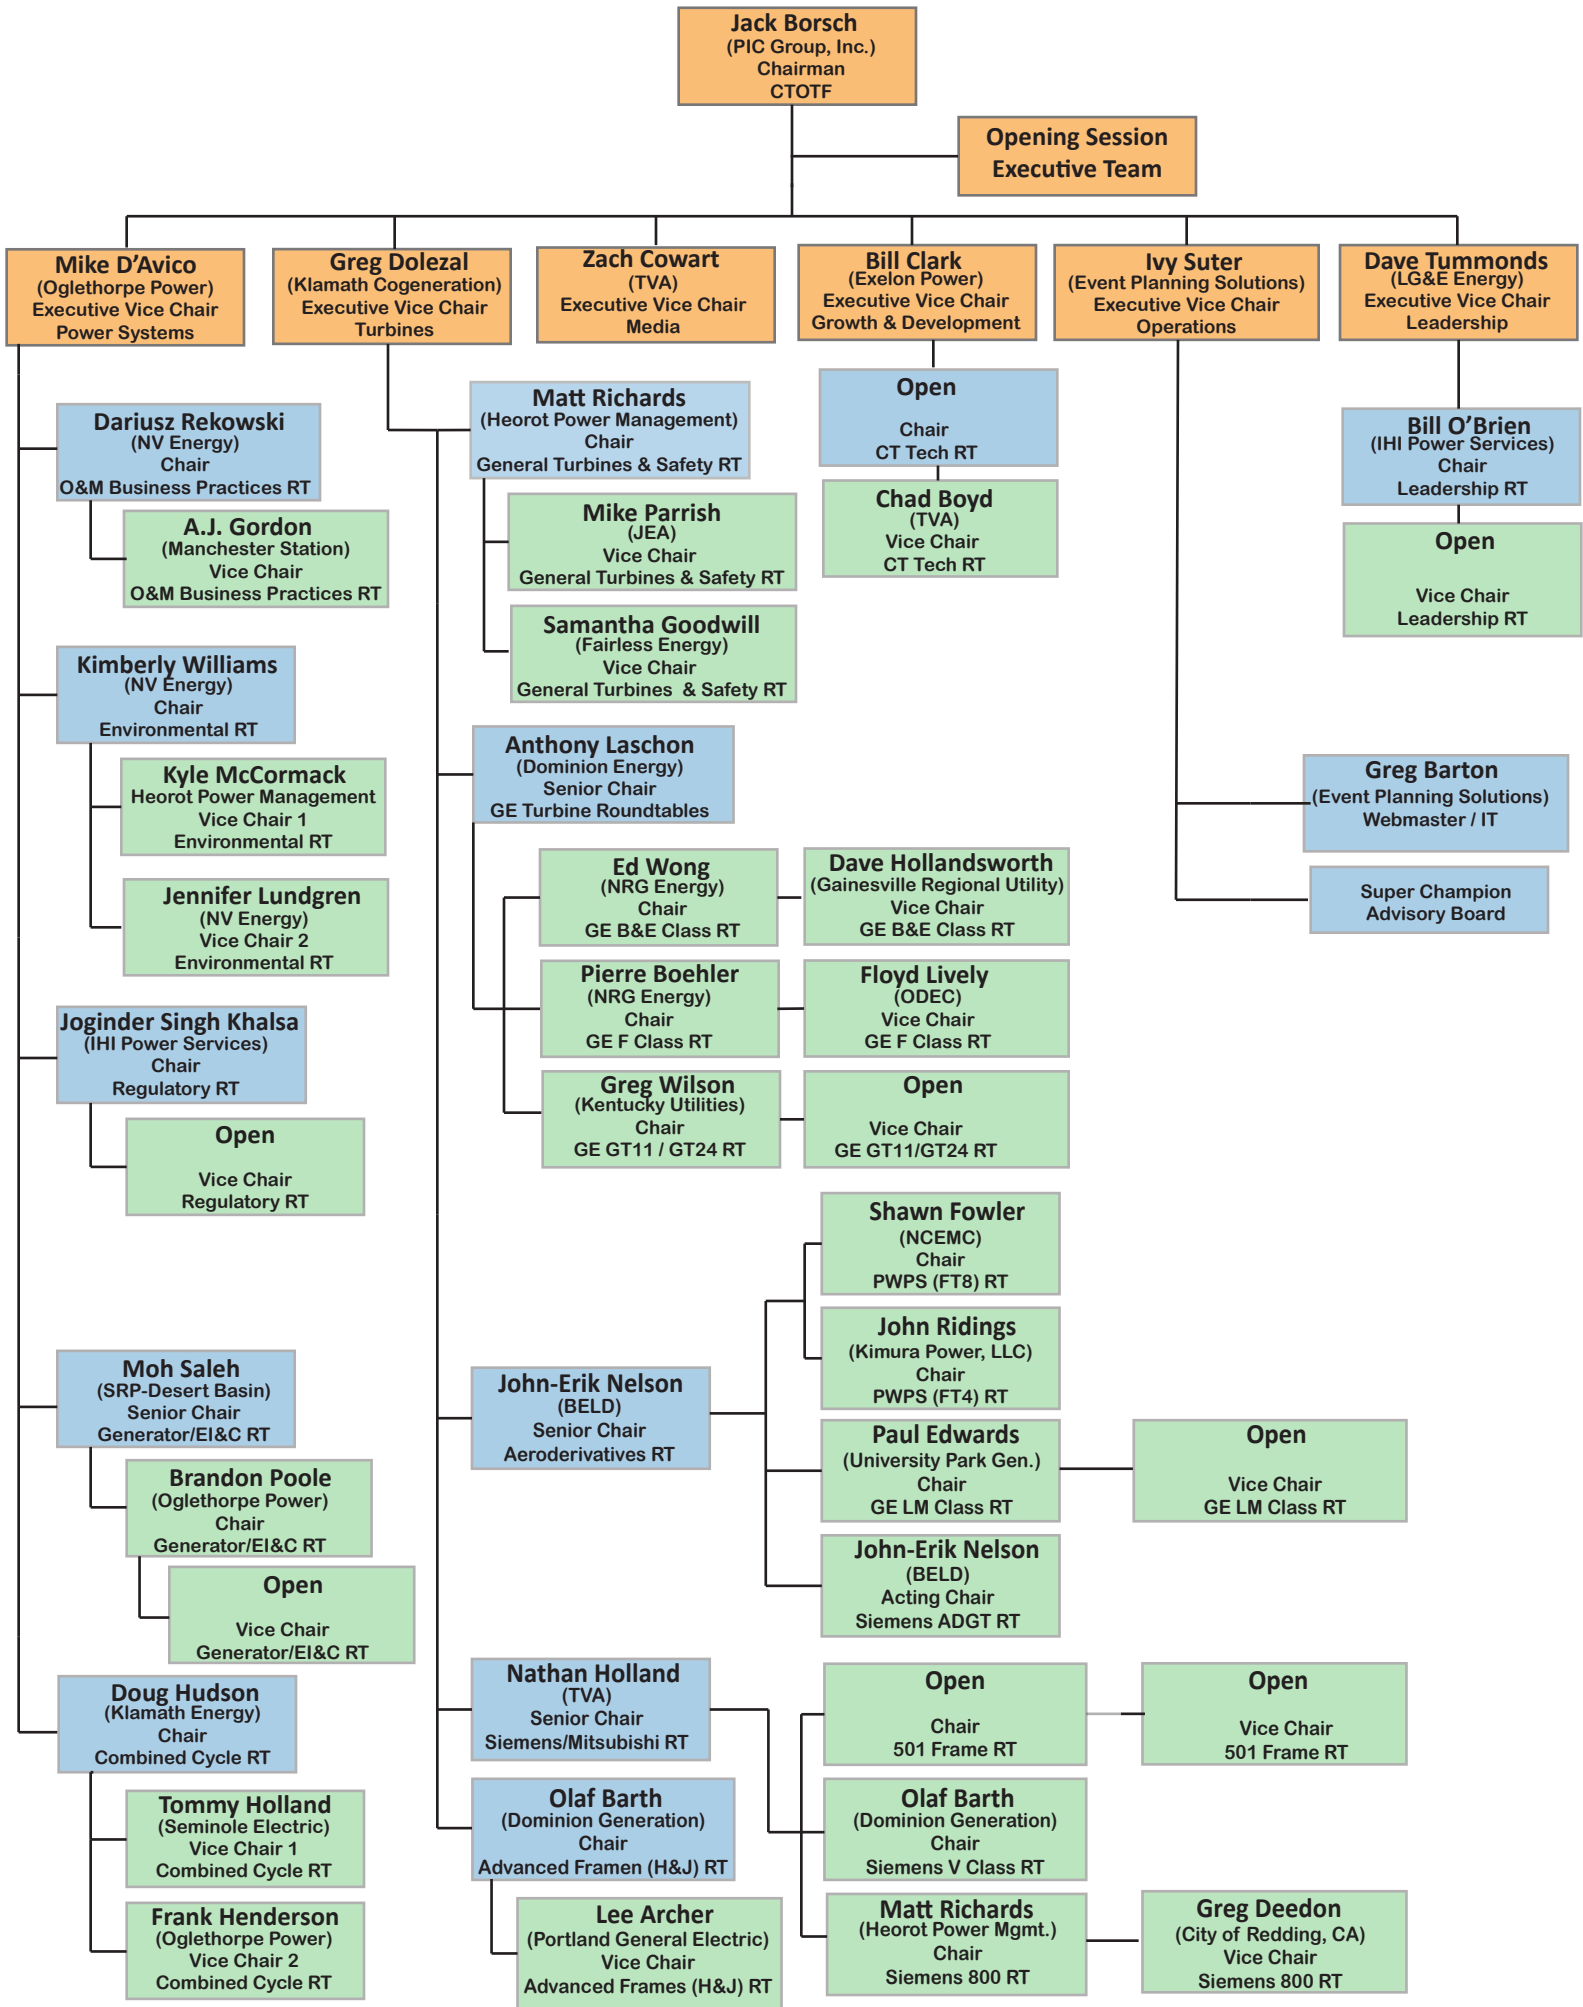 Jack Borsch
(PIC Group, Inc.)
Chairman
CTOTF
Opening Session
Executive Team
Mike D’Avico
(Oglethorpe Power)
Executive Vice Chair
Power Systems
Greg Dolezal
(Klamath Cogeneration)
Executive Vice Chair
Turbines
Zach Cowart
(TVA)
Executive Vice Chair
Media
Bill Clark
(Exelon Power)
Executive Vice Chair
Growth & Development
Ivy Suter
(Event Planning Solutions)
Executive Vice Chair
Operations
Dave Tummonds
(LG&E Energy)
Executive Vice Chair
Leadership
Dariusz Rekowski
(NV Energy)
Chair
O&M Business Practices RT
A.J. Gordon
(Manchester Station)
Vice Chair
O&M Business Practices RT
Kimberly Williams
(NV Energy)
Chair
Environmental RT
Kyle McCormack
Heorot Power Management
Vice Chair 1
Environmental RT
Jennifer Lundgren
(NV Energy)
Vice Chair 2
Environmental RT
Joginder Singh Khalsa
(IHI Power Services)
Chair
Regulatory RT
Open
Vice Chair
Regulatory RT
Moh Saleh
(SRP-Desert Basin)
Senior Chair
Generator/EI&C RT
Brandon Poole
(Oglethorpe Power)
Chair
Generator/EI&C RT
Open
Vice Chair
Generator/EI&C RT
Doug Hudson
(Klamath Energy)
Chair
Combined Cycle RT
Tommy Holland
(Seminole Electric)
Vice Chair 1
Combined Cycle RT
Frank Henderson
(Oglethorpe Power)
Vice Chair 2
Combined Cycle RT
Matt Richards
(Heorot Power Management)
Chair
General Turbines & Safety RT
Mike Parrish
(JEA)
Vice Chair
General Turbines & Safety RT
Samantha Goodwill
(Fairless Energy)
Vice Chair
General Turbines & Safety RT
Anthony Laschon
(Dominion Energy)
Senior Chair
GE Turbine Roundtables
Ed Wong
(NRG Energy)
Chair
GE B&E Class RT
Dave Hollandsworth
(Gainesville Regional Utility)
Vice Chair
GE B&E Class RT
Pierre Boehler
(NRG Energy)
Chair
GE F Class RT
Floyd Lively
(ODEC)
Vice Chair
GE F Class RT
Greg Wilson
(Kentucky Utilities)
Chair
GE GT11 / GT24 RT
Open
Vice Chair
GE GT11/GT24 RT
John-Erik Nelson
(BELD)
Senior Chair
Aeroderivatives RT
Shawn Fowler
(NCEMC)
Chair
PWPS (FT8) RT
John Ridings
(Kimura Power, LLC)
Chair
PWPS (FT4) RT
Paul Edwards
(University Park Gen.)
Chair
GE LM Class RT
Open
Vice Chair
GE LM Class RT
John-Erik Nelson
(BELD)
Acting Chair
Siemens ADGT RT
Nathan Holland
(TVA)
Senior Chair
Siemens/Mitsubishi RT
Open
Chair
501 Frame RT
Open
Vice Chair
501 Frame RT
Olaf Barth
(Dominion Generation)
Chair
Siemens V Class RT
Matt Richards
(Heorot Power Mgmt.)
Chair
Siemens 800 RT
Greg Deedon
(City of Redding, CA)
Vice Chair
Siemens 800 RT
Olaf Barth
(Dominion Generation)
Chair
Advanced Framen (H&J) RT
Lee Archer
(Portland General Electric)
Vice Chair
Advanced Frames (H&J) RT
Open
Chair
CT Tech RT
Chad Boyd
(TVA)
Vice Chair
CT Tech RT
Greg Barton
(Event Planning Solutions)
Webmaster / IT
Super Champion
Advisory Board
Bill O’Brien
(IHI Power Services)
Chair
Leadership RT
Open
Vice Chair
Leadership RT